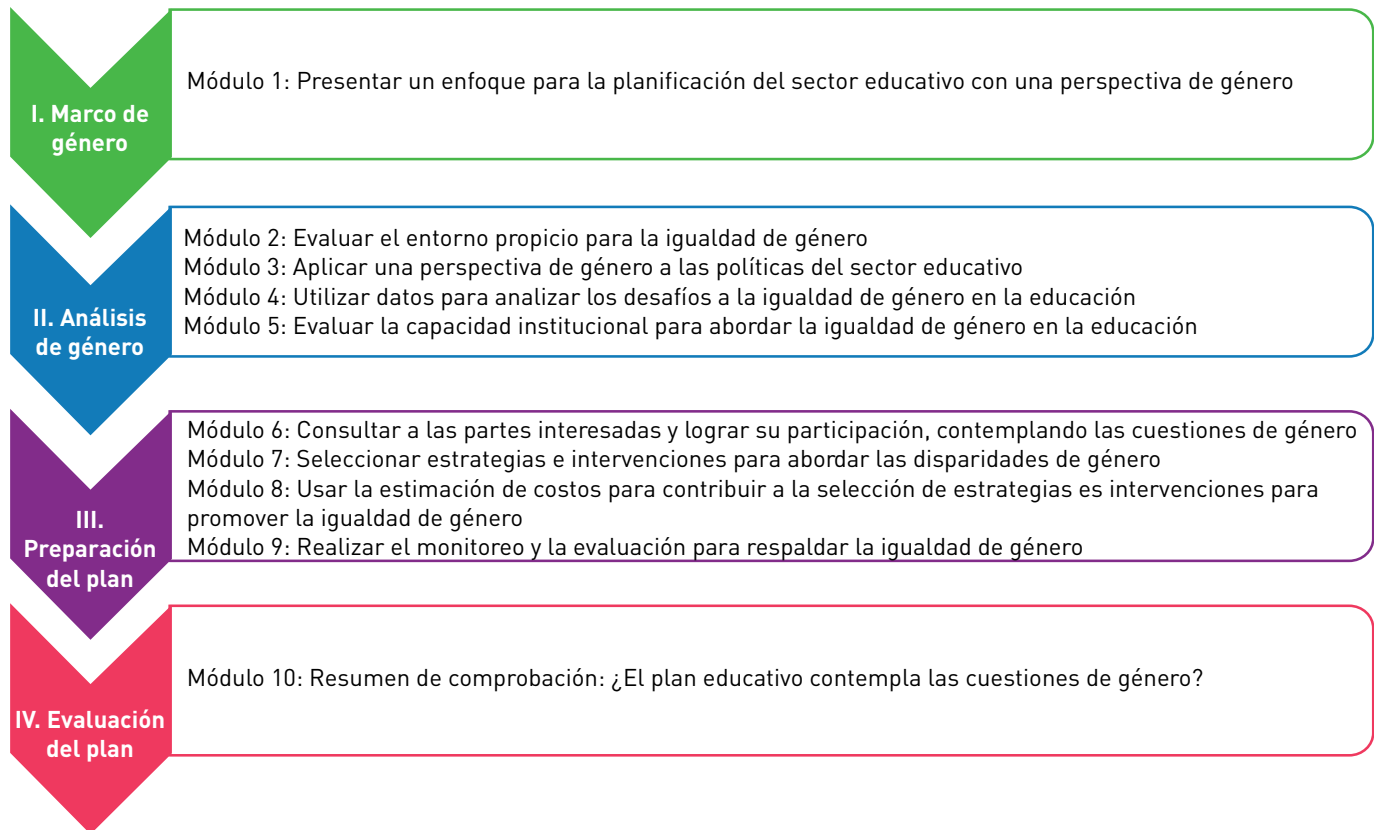 I. Marco de
género
Módulo 1: Presentar un enfoque para la planificación del sector educativo con una perspectiva de género
II. Análisis
de género
Módulo 2: Evaluar el entorno propicio para la igualdad de género
Módulo 3: Aplicar una perspectiva de género a las políticas del sector educativo
Módulo 4: Utilizar datos para analizar los desafíos a la igualdad de género en la educación
Módulo 5: Evaluar la capacidad institucional para abordar la igualdad de género en la educación
III.
Preparación
del plan
Módulo 6: Consultar a las partes interesadas y lograr su participación, contemplando las cuestiones de género
Módulo 7: Seleccionar estrategias e intervenciones para abordar las disparidades de género
Módulo 8: Usar la estimación de costos para contribuir a la selección de estrategias es intervenciones para
promover la igualdad de género
Módulo 9: Realizar el monitoreo y la evaluación para respaldar la igualdad de género
IV. Evaluación
del plan
Módulo 10: Resumen de comprobación: ¿El plan educativo contempla las cuestiones de género?